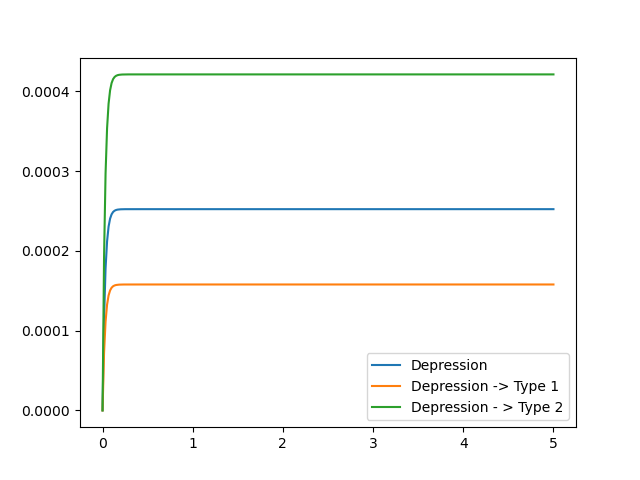 0.0004
0.0003
0.0002
0.0001
0.0000
0 1 2 3 4 5
Depression
Depression -> Type 1
Depression - > Type 2